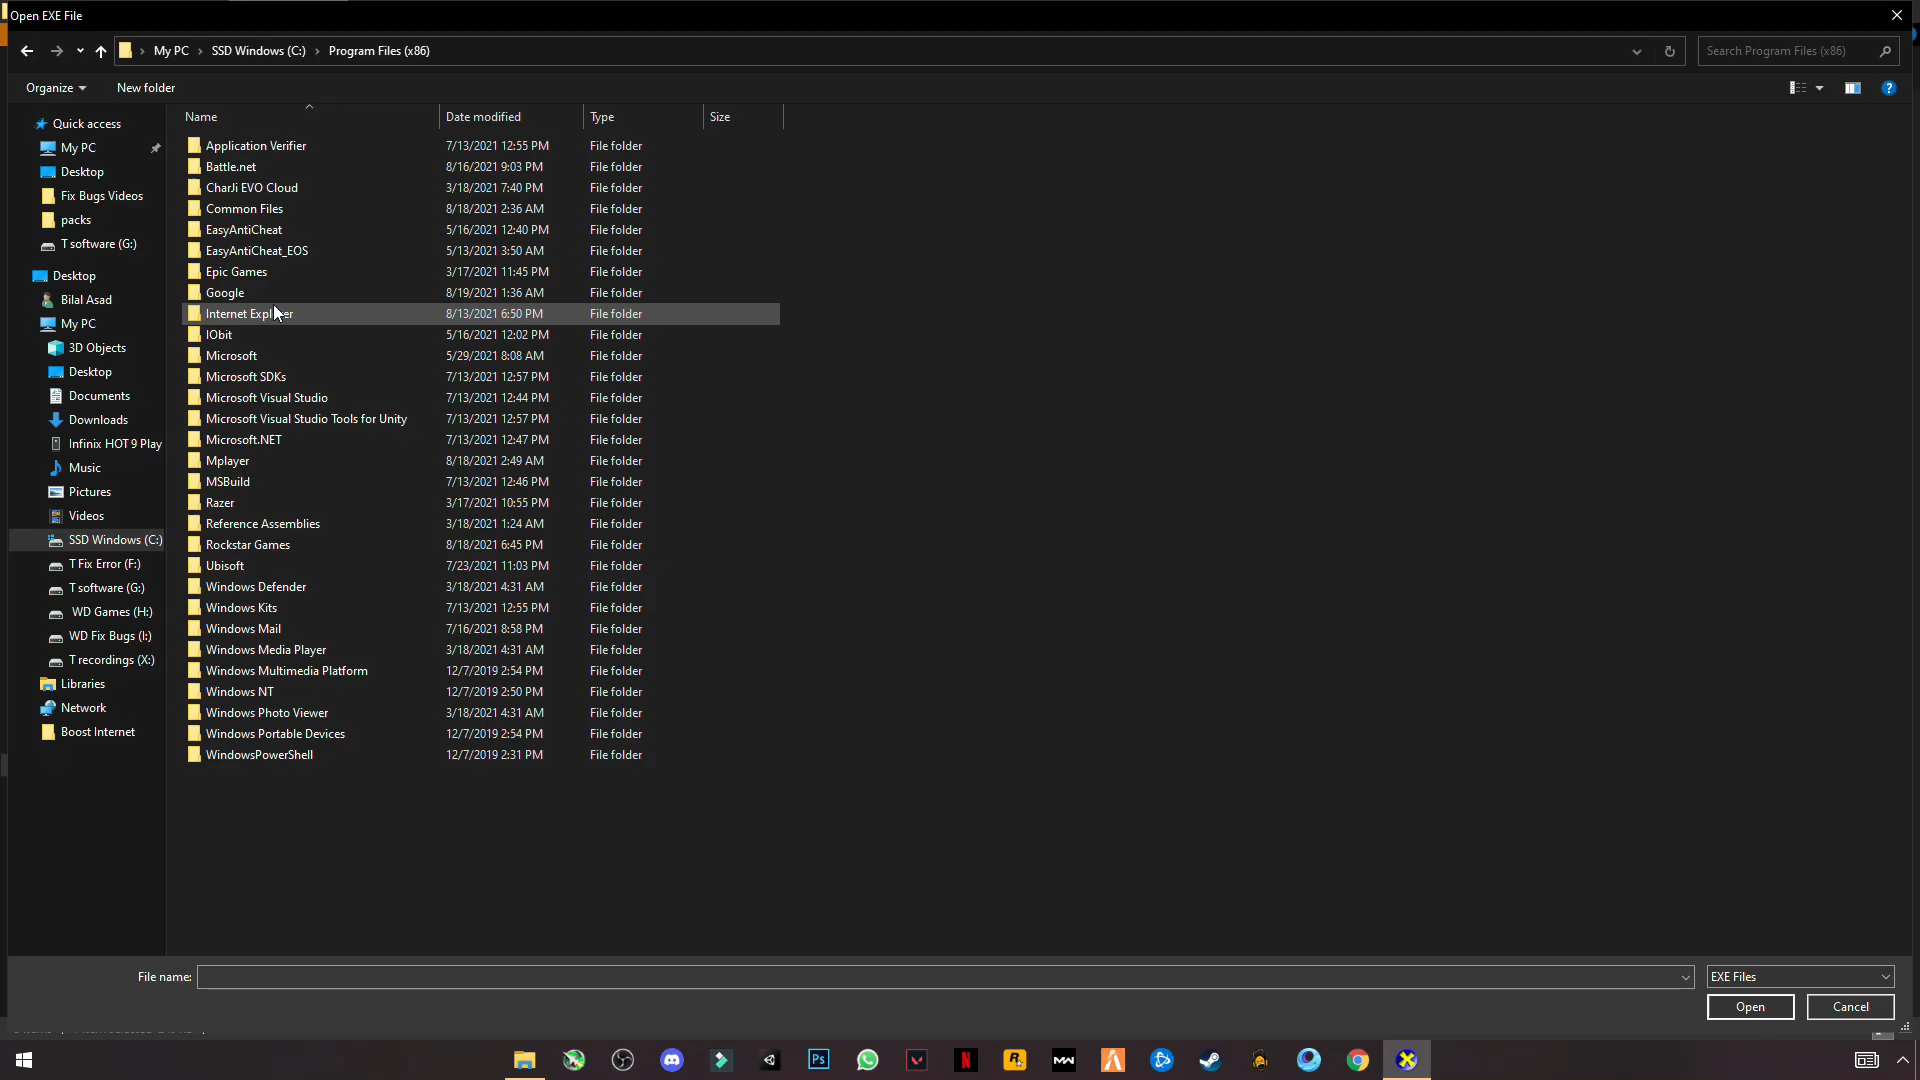 Open EXE File
My PC > SSD Windows (C:) > Program Files (x86)
Search Program Files (x86)
Organize
New folder
Name
Date modified
Type
Size
Quick access
My PC
Desktop
Fix Bugs Videos
packs
T software (G:)
Desktop
Bilal Asad
My PC
3D Objects
Desktop
Documents
Downloads
Infinix HOT 9 Play
Music
Pictures
Videos
SSD Windows (C:)
T Fix Error (F:)
T software (G:)
WD Games (H:)
WD Fix Bugs (I:)
T recordings (X:)
Libraries
Network
Boost Internet
Application Verifier 7/13/2021 12:55 PM File folder
Battle.net 8/16/2021 9:03 PM File folder
CharJi EVO Cloud 3/18/2021 7:40 PM File folder
Common Files 8/18/2021 2:36 AM File folder
EasyAntiCheat 5/16/2021 12:40 PM File folder
EasyAntiCheat_EOS 5/13/2021 3:50 AM File folder
Epic Games 3/17/2021 11:45 PM File folder
Google 8/19/2021 1:36 AM File folder
Internet Explorer 8/13/2021 6:50 PM File folder
IObit 5/16/2021 12:02 PM File folder
Microsoft 5/29/2021 8:08 AM File folder
Microsoft SDKs 7/13/2021 12:57 PM File folder
Microsoft Visual Studio 7/13/2021 12:44 PM File folder
Microsoft Visual Studio Tools for Unity 7/13/2021 12:57 PM File folder
Microsoft.NET 7/13/2021 12:47 PM File folder
Mplayer 8/18/2021 2:49 AM File folder
MSBuild 7/13/2021 12:46 PM File folder
Razer 3/17/2021 10:55 PM File folder
Reference Assemblies 3/18/2021 1:24 AM File folder
Rockstar Games 8/18/2021 6:45 PM File folder
Ubisoft 7/23/2021 11:03 PM File folder
Windows Defender 3/18/2021 4:31 AM File folder
Windows Kits 7/13/2021 12:55 PM File folder
Windows Mail 7/16/2021 8:58 PM File folder
Windows Media Player 3/18/2021 4:31 AM File folder
Windows Multimedia Platform 12/7/2019 2:54 PM File folder
Windows NT 12/7/2019 2:50 PM File folder
Windows Photo Viewer 3/18/2021 4:31 AM File folder
Windows Portable Devices 12/7/2019 2:54 PM File folder
WindowsPowerShell 12/7/2019 2:31 PM File folder
File name:
EXE Files
Open
Cancel
Ps
N
R
MW